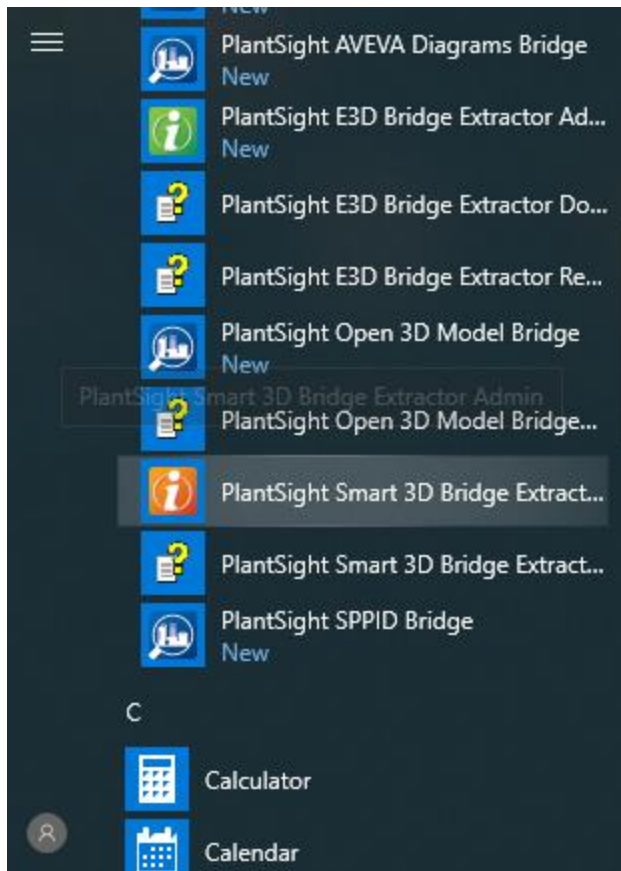 New
PlantSight AVEVA Diagrams Bridge
New
PlantSight E3D Bridge Extractor Ad...
New
PlantSight E3D Bridge Extractor Do...
PlantSight E3D Bridge Extractor Re...
PlantSight Open 3D Model Bridge
New
PlantSight Smart 3D Bridge Extractor Admin
PlantSight Open 3D Model Bridge...
PlantSight Smart 3D Bridge Extract...
PlantSight Smart 3D Bridge Extract...
PlantSight SPPID Bridge
New
C
Calculator
Calendar